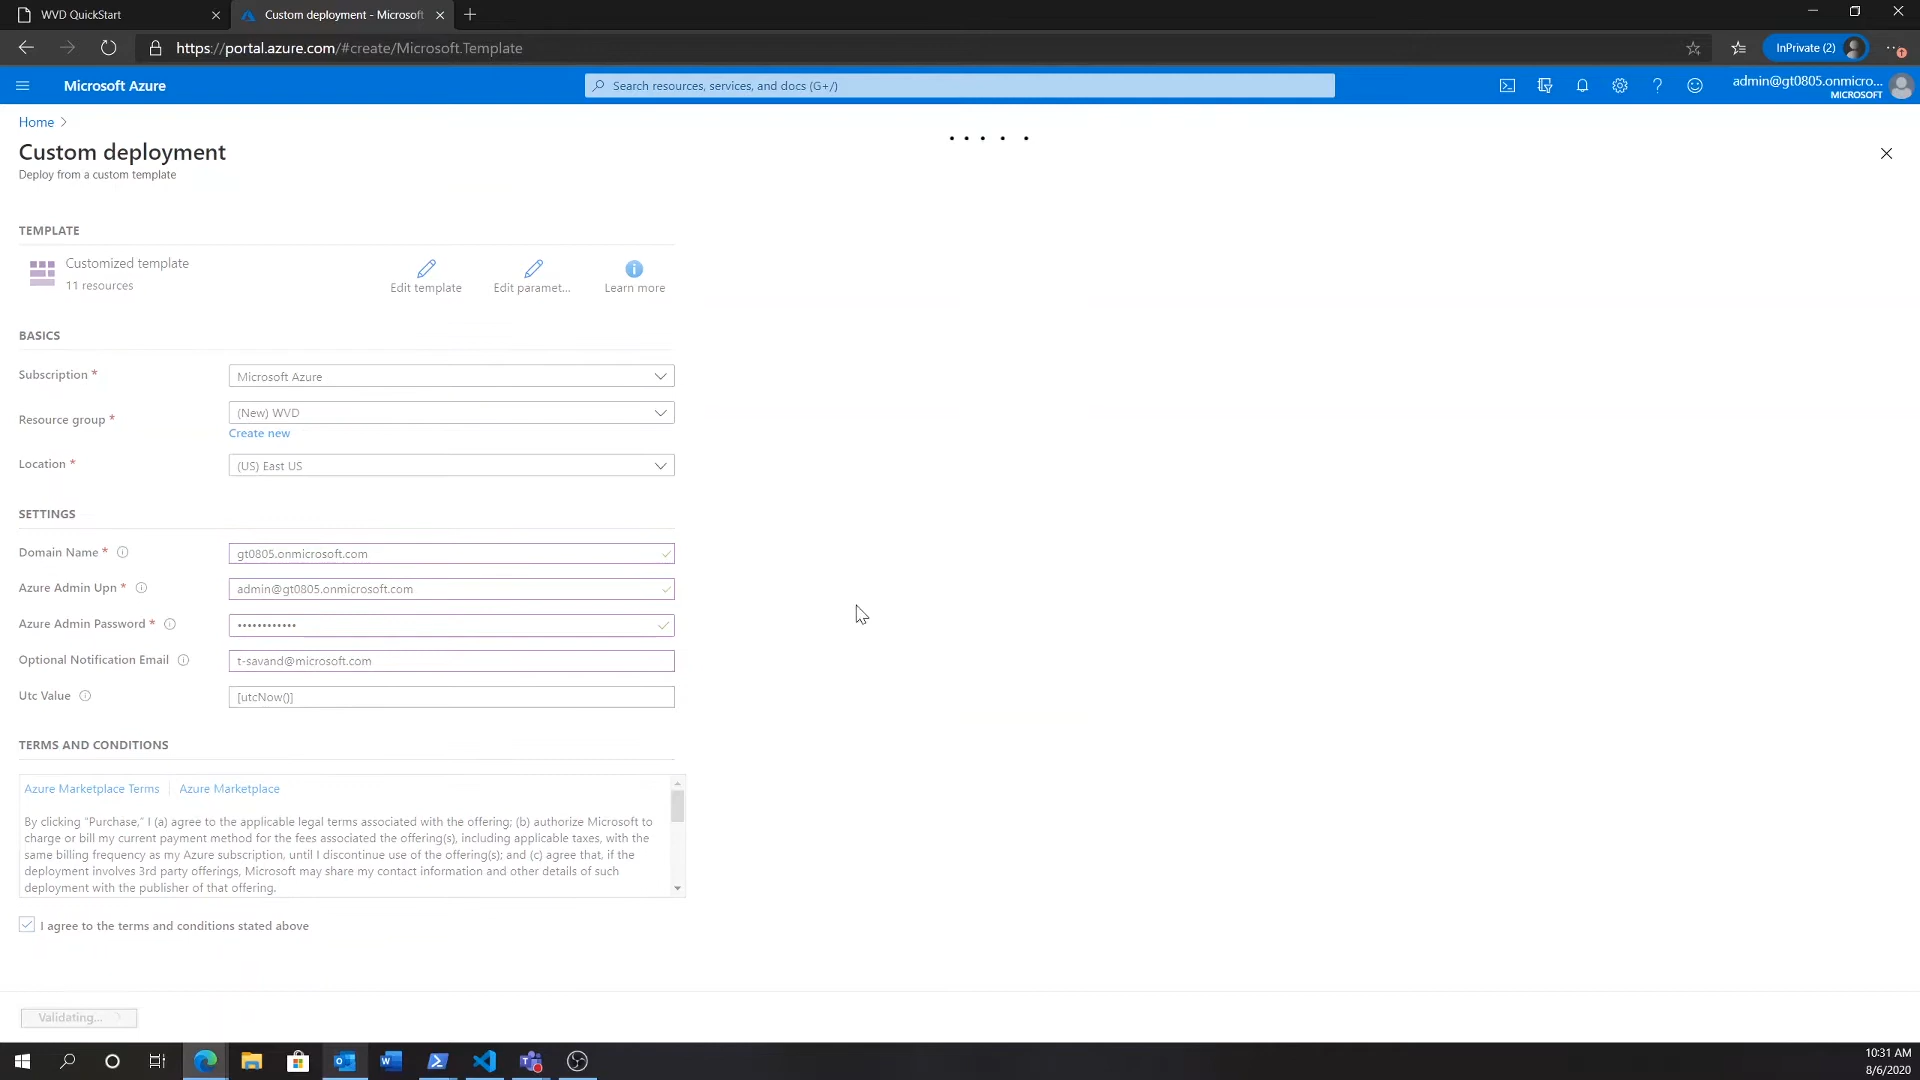 WVD QuickStart
Custom deployment - Microsoft
https://portal.azure.com/#create/Microsoft.Template
InPrivate (2)
Microsoft Azure
Search resources, services, and docs (G+/)
admin@gt0805.onmicro...
MICROSOFT
Home
Custom deployment
Deploy from a custom template
TEMPLATE
Customized template
11 resources
Edit template
Edit paramet...
Learn more
BASICS
Subscription *
Microsoft Azure
Resource group *
(New) WVD
Create new
Location *
(US) East US
SETTINGS
Domain Name *
gt0805.onmicrosoft.com
Azure Admin Upn *
admin@gt0805.onmicrosoft.com
Azure Admin Password *
••••••••••••
Optional Notification Email
t-savand@microsoft.com
Utc Value
[utcNow()]
TERMS AND CONDITIONS
Azure Marketplace Terms | Azure Marketplace
By clicking "Purchase," I (a) agree to the applicable legal terms associated with the offering; (b) authorize Microsoft to
charge or bill my current payment method for the fees associated the offering(s), including applicable taxes, with the
same billing frequency as my Azure subscription, until I discontinue use of the offering(s); and (c) agree that, if the
deployment involves 3rd party offerings, Microsoft may share my contact information and other details of such
deployment with the publisher of that offering.
I agree to the terms and conditions stated above
Validating...
10:31 AM
8/6/2020